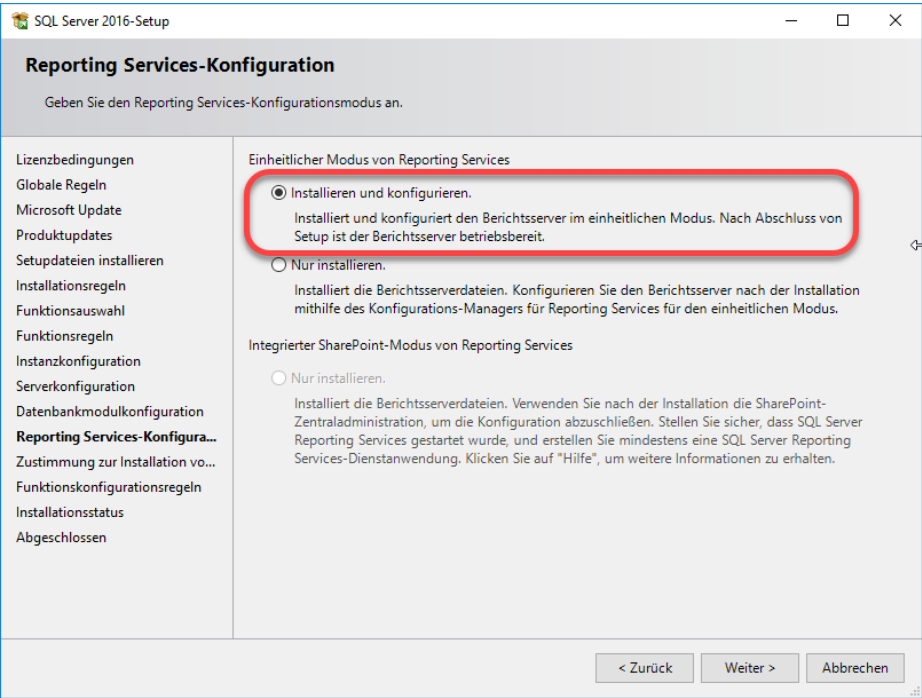 SQL Server 2016-Setup
Reporting Services-Konfiguration
Geben Sie den Reporting Services-Konfigurationsmodus an.
Lizenzbedingungen
Globale Regeln
Microsoft Update
Produktupdates
Setupdateien installieren
Installationsregeln
Funktionsauswahl
Funktionsregeln
Instanzkonfiguration
Serverkonfiguration
Datenbankmodulkonfiguration
Reporting Services-Konfigura...
Zustimmung zur Installation vo...
Funktionskonfigurationsregeln
Installationsstatus
Abgeschlossen
Einheitlicher Modus von Reporting Services
Installieren und konfigurieren.
Installiert und konfiguriert den Berichtsserver im einheitlichen Modus. Nach Abschluss von
Setup ist der Berichtsserver betriebsbereit.
Nur installieren.
Installiert die Berichtsserverdateien. Konfigurieren Sie den Berichtsserver nach der Installation
mithilfe des Konfigurations-Managers für Reporting Services für den einheitlichen Modus.
Integrierter SharePoint-Modus von Reporting Services
Nur installieren.
Installiert die Berichtsserverdateien. Verwenden Sie nach der Installation die SharePoint-
Zentraladministration, um die Konfiguration abzuschließen. Stellen Sie sicher, dass SQL Server
Reporting Services gestartet wurde, und erstellen Sie mindestens eine SQL Server Reporting
Services-Dienstanwendung. Klicken Sie auf "Hilfe", um weitere Informationen zu erhalten.
< Zurück
Weiter >
Abbrechen